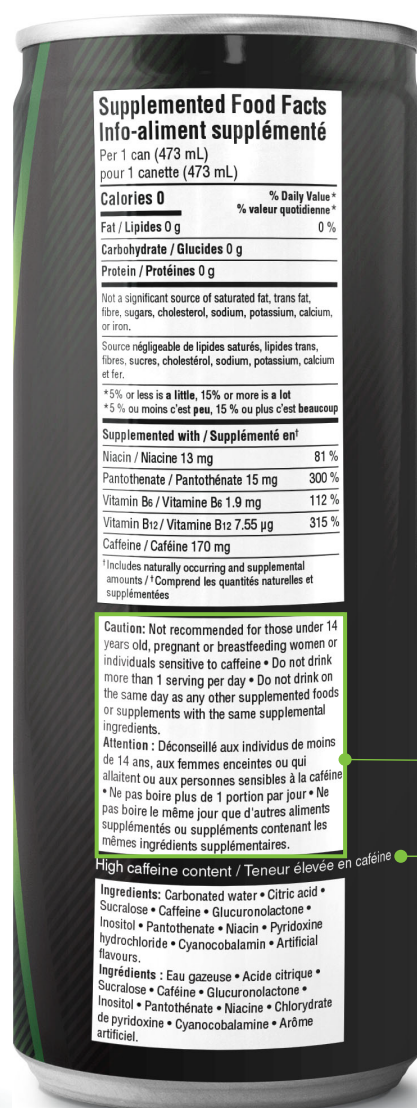 Supplemented Food Facts
Info-aliment supplémenté
Per 1 can (473 mL)
pour 1 canette (473 mL)
Calories 0
% Daily Value*
% valeur quotidienne*
Fat / Lipides 0 g 0 %
Carbohydrate / Glucides 0 g
Protein / Protéines 0 g
Not a significant source of saturated fat, trans fat,
fibre, sugars, cholesterol, sodium, potassium, calcium,
or iron.
Source négligeable de lipides saturés, lipides trans,
fibres, sucres, cholestérol, sodium, potassium, calcium
et fer.
*5% or less is a little, 15% or more is a lot
*5 % ou moins c'est peu, 15 % ou plus c'est beaucoup
Supplemented with / Supplémenté en†
Niacin / Niacine 13 mg 81 %
Pantothenate / Pantothénate 15 mg 300 %
Vitamin B6 / Vitamine B6 1.9 mg 112 %
Vitamin B12 / Vitamine B12 7.55 µg 315 %
Caffeine / Caféine 170 mg
†Includes naturally occurring and supplemental
amounts / †Comprend les quantités naturelles et
supplémentées
Caution: Not recommended for those under 14
years old, pregnant or breastfeeding women or
individuals sensitive to caffeine • Do not drink
more than 1 serving per day • Do not drink on
the same day as any other supplemented foods
or supplements with the same supplemental
ingredients.
Attention : Déconseillé aux individus de moins
de 14 ans, aux femmes enceintes ou qui
allaitent ou aux personnes sensibles à la caféine
• Ne pas boire plus de 1 portion par jour • Ne
pas boire le même jour que d'autres aliments
supplémentés ou suppléments contenant les
mêmes ingrédients supplémentaires.
High caffeine content / Teneur élevée en caféine
Ingredients: Carbonated water • Citric acid •
Sucralose • Caffeine • Glucuronolactone •
Inositol • Pantothenate • Niacin • Pyridoxine
hydrochloride • Cyanocobalamin • Artificial
flavours.
Ingrédients : Eau gazeuse • Acide citrique •
Sucralose • Caféine • Glucuronolactone •
Inositol • Pantothénate • Niacine • Chlorydrate
de pyridoxine • Cyanocobalamine • Arôme
artificiel.